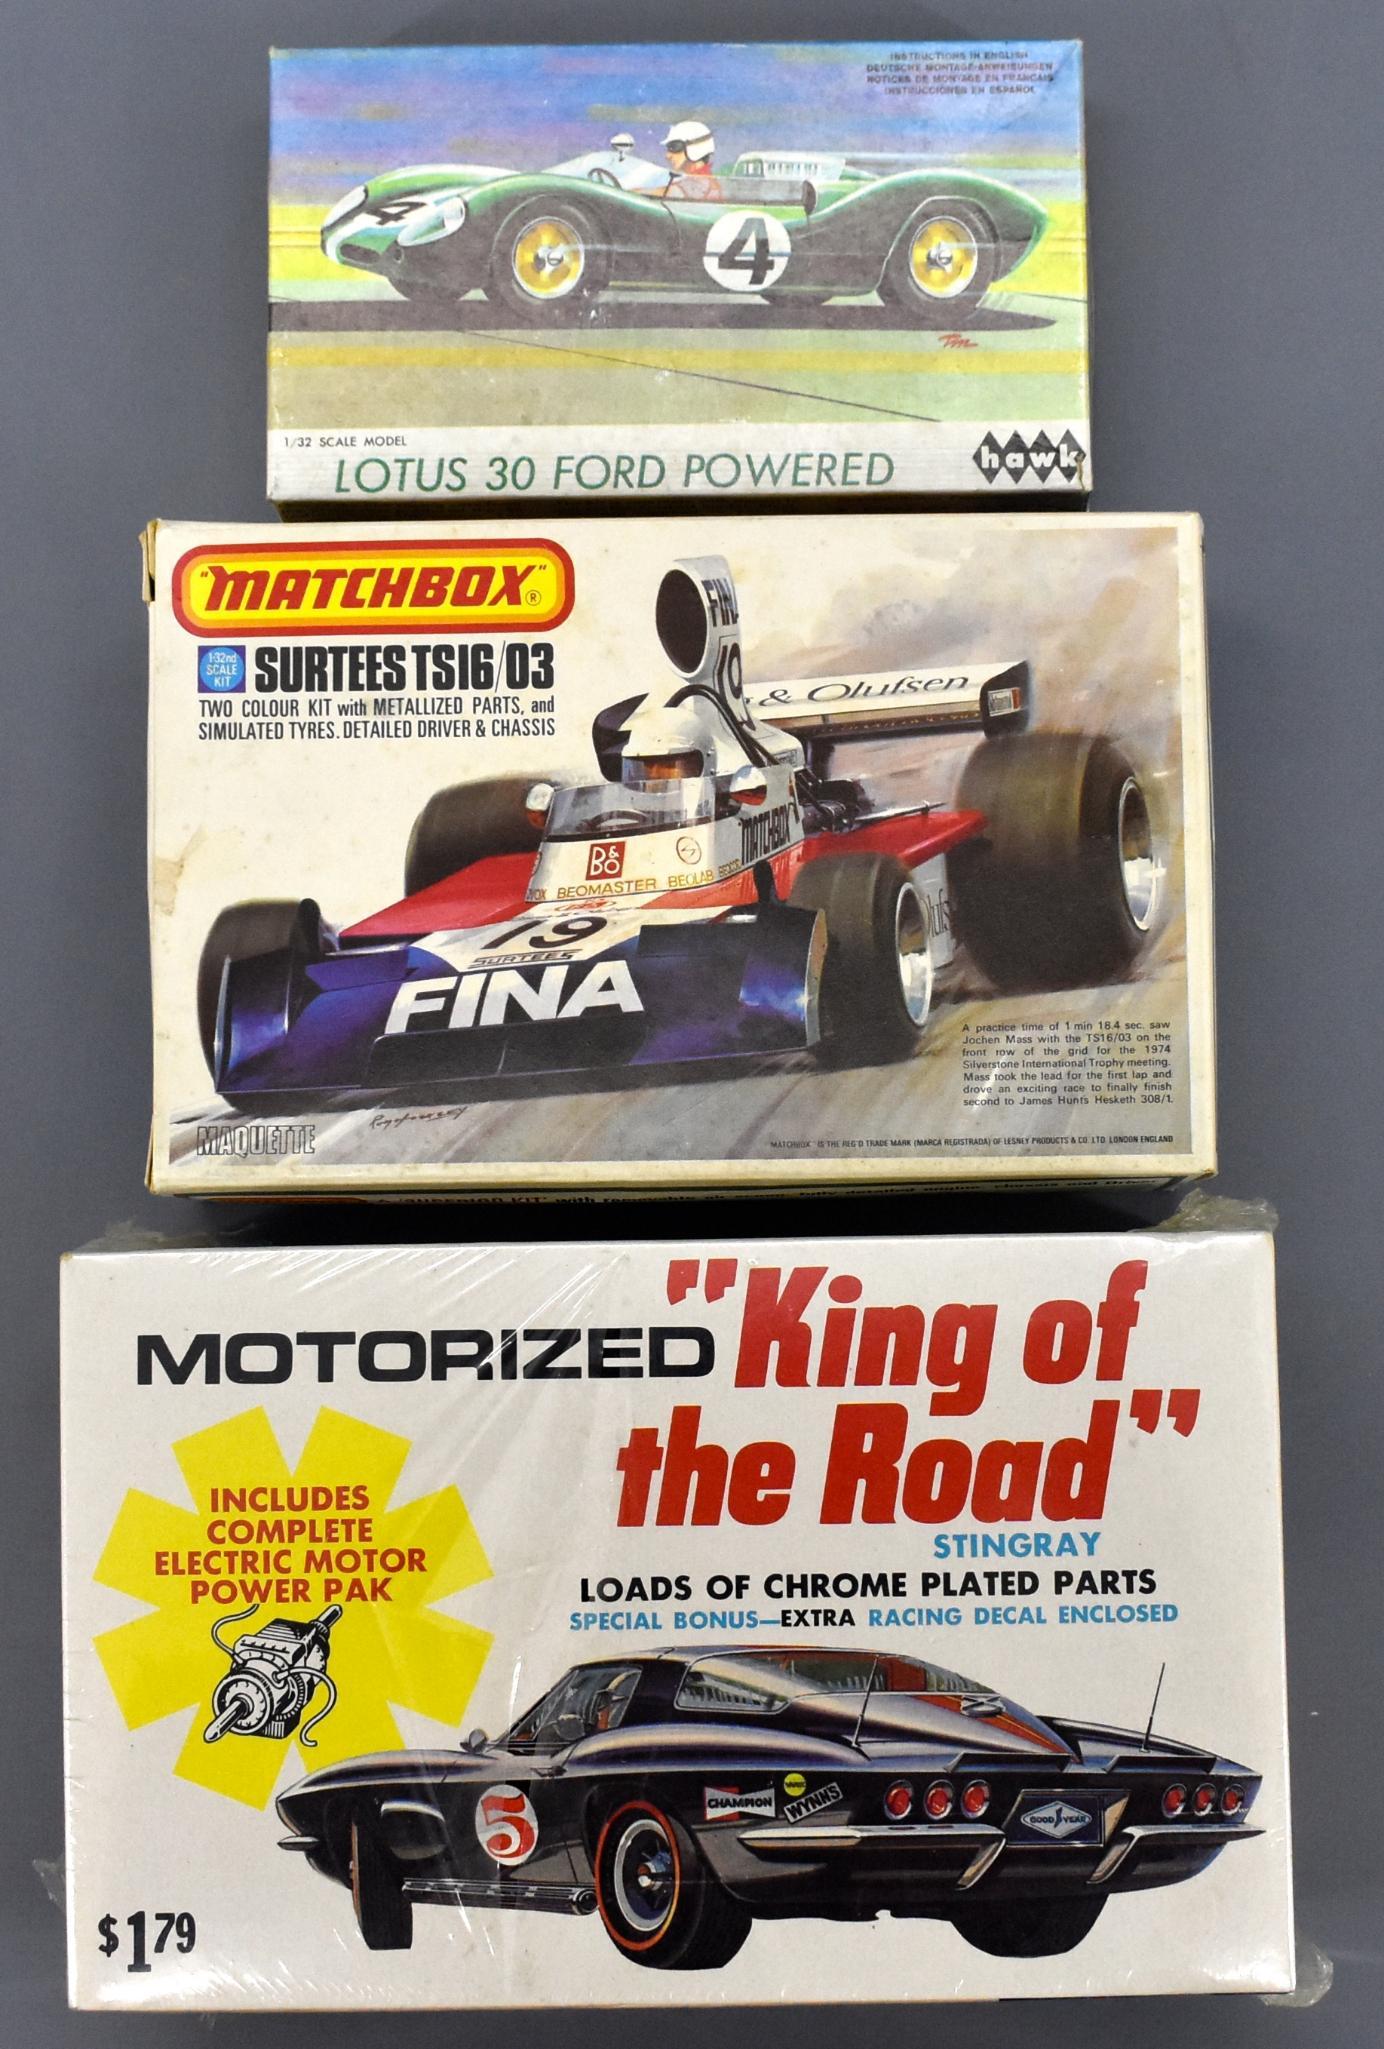 INSTRUCTIONS IN ENGLISH
DEUTSCHE MONTAGE-ANWEISUNGEN
NOTICES DE MONTAGE EN FRANCAIS
INSTRUCCIONES EN ESPAÑOL
4
4
1/32 SCALE MODEL
LOTUS 30 FORD POWERED
hawk
"MATCHBOX"®
1-32nd
SCALE
KIT
SURTEES TS16/03
TWO COLOUR KIT with METALLIZED PARTS, and
SIMULATED TYRES. DETAILED DRIVER & CHASSIS
FINA
19
& Olufsen
MATCHBOX
B&O
BEOMASTER BEOLAB
19
SURTEES
FINA
A practice time of 1 min 18.4 sec. saw
Jochen Mass with the TS16/03 on the
front row of the grid for the 1974
Silverstone International Trophy meeting.
Mass took the lead for the first lap and
drove an exciting race to finally finish
second to James Hunts Hesketh 308/1.
MAQUETTE
MATCHBOX IS THE REG'D TRADE MARK (MARCA REGISTRADA) OF LESNEY PRODUCTS & CO. LTD. LONDON ENGLAND
MOTORIZED "King of
the Road"
STINGRAY
INCLUDES
COMPLETE
ELECTRIC MOTOR
POWER PAK
LOADS OF CHROME PLATED PARTS
SPECIAL BONUS—EXTRA RACING DECAL ENCLOSED
5
CHAMPION
WYNN'S
GOOD YEAR
$1.79